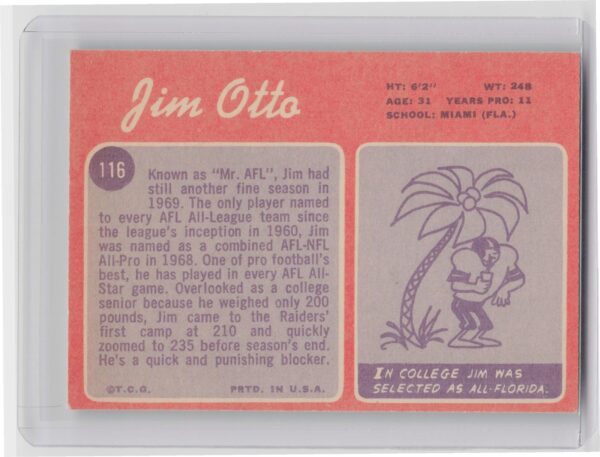 Jim Otto
HT: 6'2" WT: 248
AGE: 31 YEARS PRO: 11
SCHOOL: MIAMI (FLA.)
116
Known as "Mr. AFL", Jim had
still another fine season in
1969. The only player named
to every AFL All-League team since
the league's inception in 1960, Jim
was named as a combined AFL-NFL
All-Pro in 1968. One of pro football's
best, he has played in every AFL All-
Star game. Overlooked as a college
senior because he weighed only 200
pounds, Jim came to the Raiders'
first camp at 210 and quickly
zoomed to 235 before season's end.
He's a quick and punishing blocker.
©T.C.G. PRTD. IN U.S.A.
IN COLLEGE JIM WAS
SELECTED AS ALL-FLORIDA.